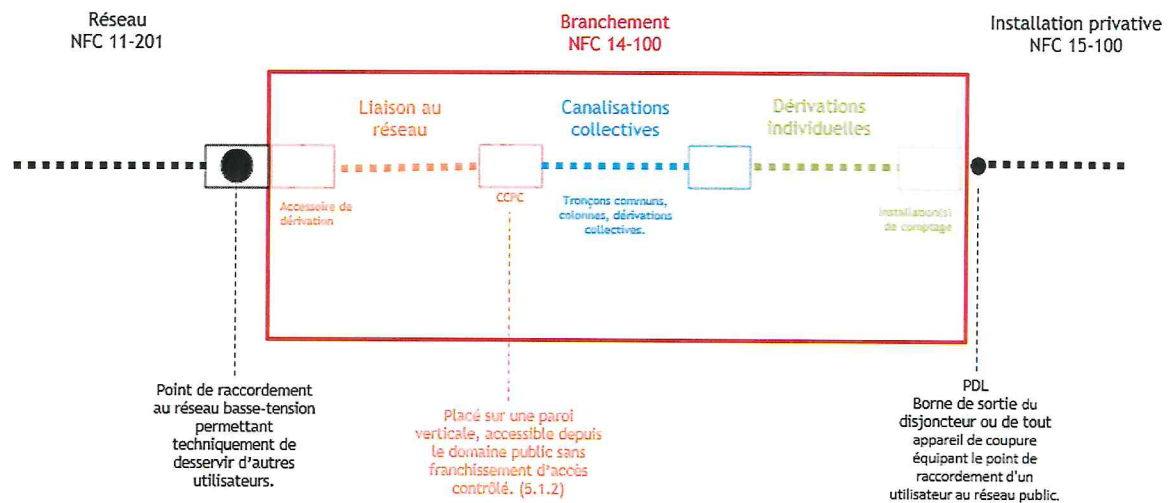 Réseau
NFC 11-201
Branchement
NFC 14-100
Installation privative
NFC 15-100
Liaison au
réseau
Canalisations
collectives
Dérivations
individuelles
Accessoire de
dérivation
CCPC
Tronçons communs,
colonnes, dérivations
collectives.
Installation(s)
de comptage
Point de raccordement
au réseau basse-tension
permettant
techniquement de
desservir d'autres
utilisateurs.
Placé sur une paroi
verticale, accessible depuis
le domaine public sans
franchissement d'accès
contrôlé. (5.1.2)
PDL
Borne de sortie du
disjoncteur ou de tout
appareil de coupure
équipant le point de
raccordement d'un
utilisateur au réseau public.